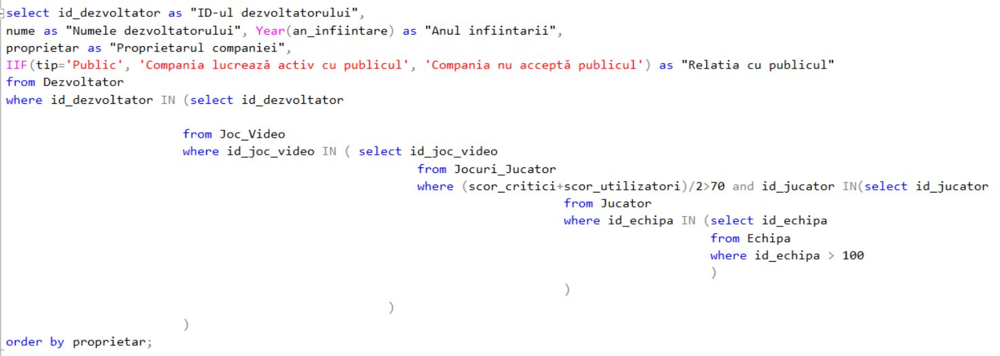 select id_dezvoltator as "ID-ul dezvoltatorului",
nume as "Numele dezvoltatorului", Year(an_infiintare) as "Anul infiintarii",
proprietar as "Proprietarul companiei",
IIF(tip='Public', 'Compania lucrează activ cu publicul', 'Compania nu acceptă publicul') as "Relatia cu publicul"
from Dezvoltator
where id_dezvoltator IN (select id_dezvoltator
from Joc_Video
where id_joc_video IN ( select id_joc_video
from Jocuri_Jucator
where (scor_critici+scor_utilizatori)/2>70 and id_jucator IN(select id_jucator
from Jucator
where id_echipa IN (select id_echipa
from Echipa
where id_echipa > 100
)
)
)
)
order by proprietar;